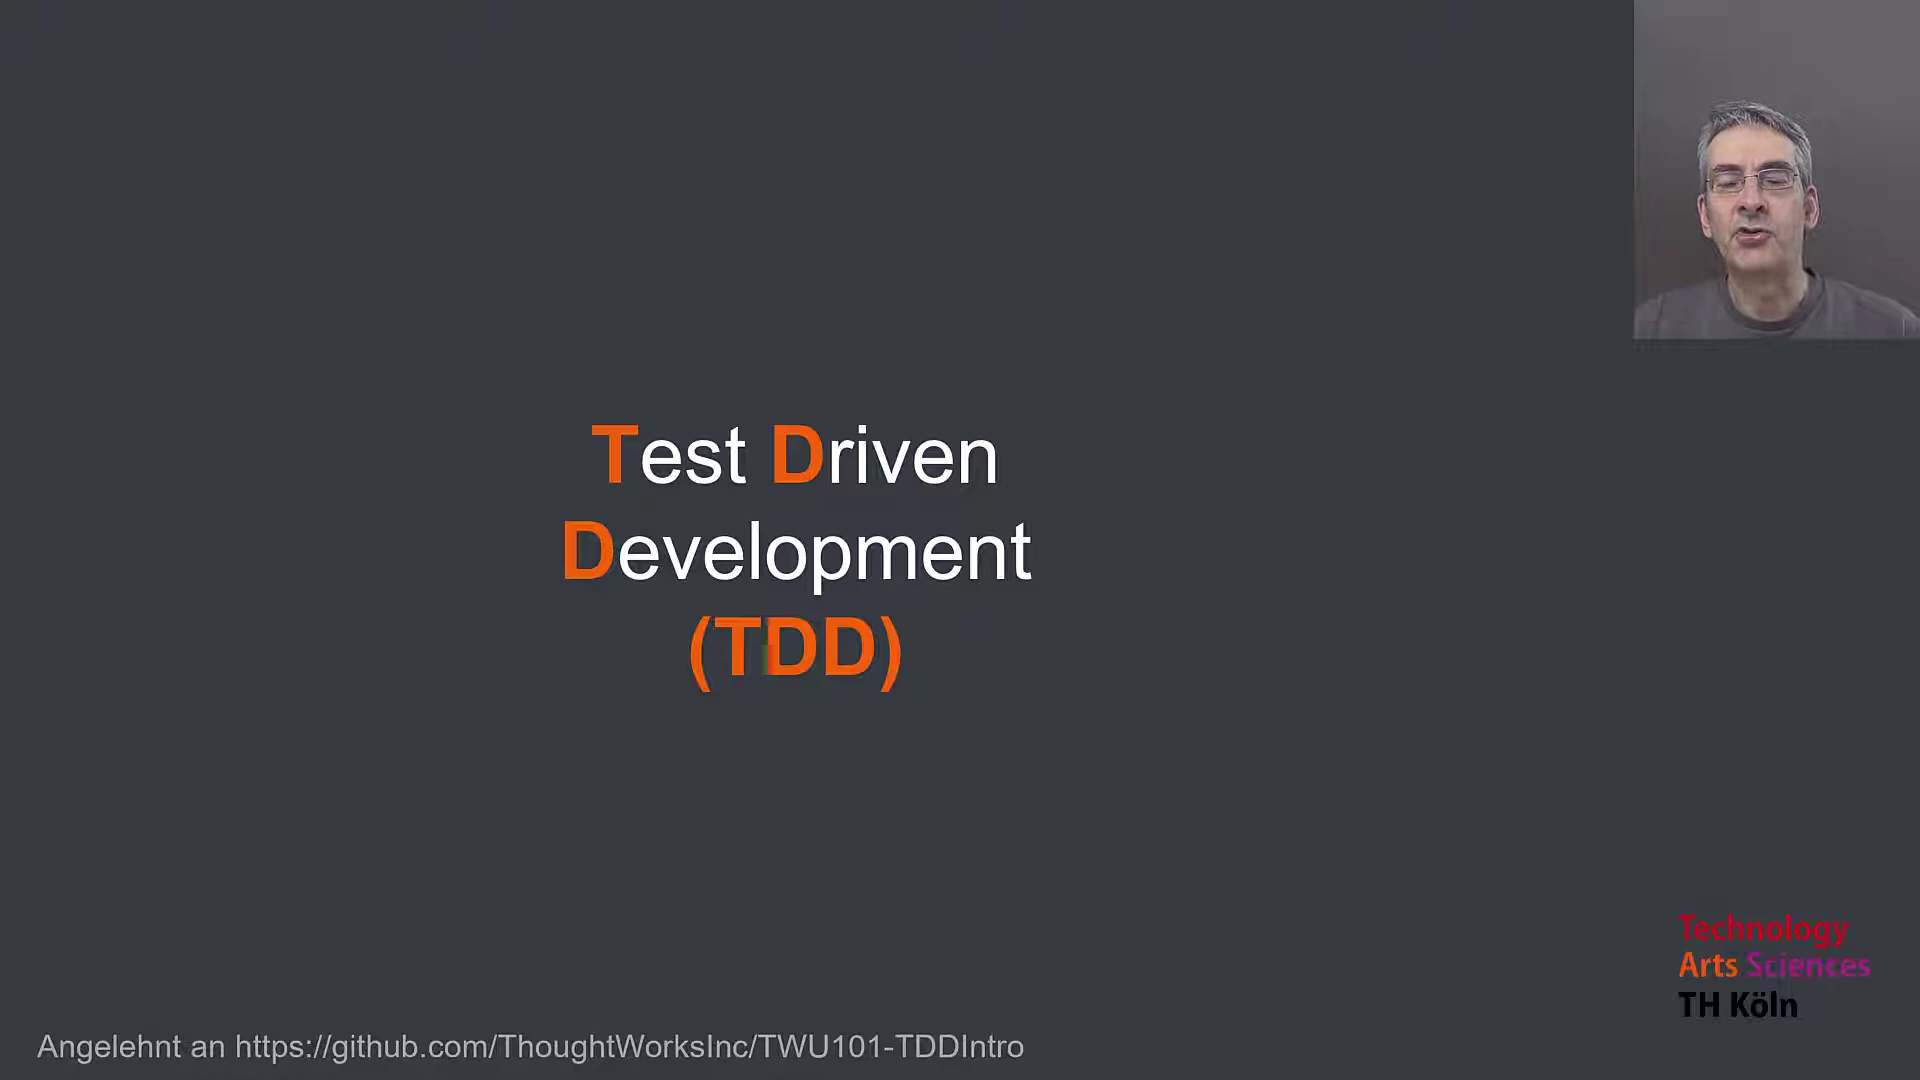 Test Driven
Development
(TDD)
Technology
Arts Sciences
TH Köln
Angelehnt an https://github.com/ThoughtWorksInc/TWU101-TDDIntro